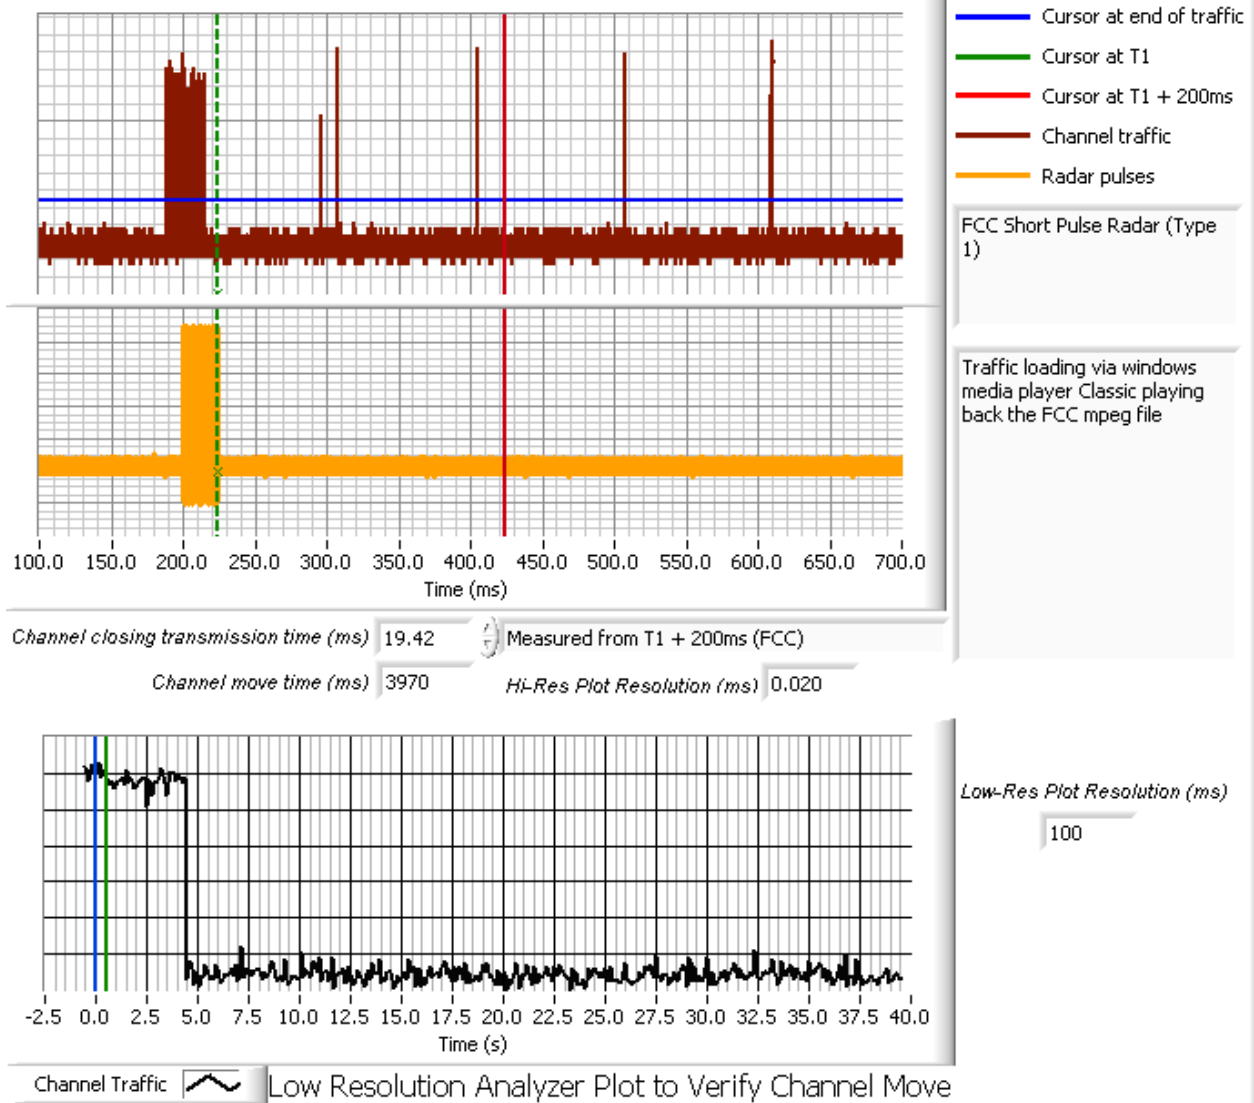 Cursor at end of traffic
Cursor at T1
Cursor at T1 + 200ms
Channel traffic
Radar pulses
FCC Short Pulse Radar (Type
1)
Traffic loading via windows
media player Classic playing
back the FCC mpeg file
100.0 150.0 200.0 250.0 300.0 350.0 400.0 450.0 500.0 550.0 600.0 650.0 700.0
Time (ms)
Channel closing transmission time (ms) 19.42 Measured from T1 + 200ms (FCC)
Channel move time (ms) 3970 Hi-Res Plot Resolution (ms) 0.020
Low-Res Plot Resolution (ms)
100
-2.5 0.0 2.5 5.0 7.5 10.0 12.5 15.0 17.5 20.0 22.5 25.0 27.5 30.0 32.5 35.0 37.5 40.0
Time (s)
Channel Traffic Low Resolution Analyzer Plot to Verify Channel Move